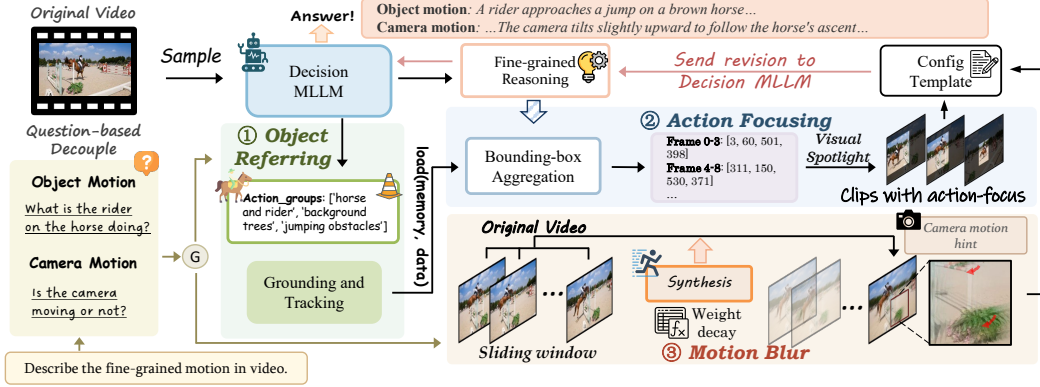 Original Video
Answer!
Object motion: A rider approaches a jump on a brown horse…
Camera motion: …The camera tilts slightly upward to follow the horse's ascent…
Sample
Decision
MLLM
Fine-grained
Reasoning
Send revision to
Decision MLLM
Config
Template
Question-based
Decouple
?
Object Motion
What is the rider
on the horse doing?
Camera Motion
Is the camera
moving or not?
G
Describe the fine-grained motion in video.
① Object
Referring
Action_groups: ['horse
and rider', 'background
trees', 'jumping obstacles']
Grounding and
Tracking
load(memory, data)
② Action Focusing
Bounding-box
Aggregation
Frame 0-3: [3, 60, 501,
398]
Frame 4-8: [311, 150,
530, 371]
...
Visual
Spotlight
Clips with action-focus
Original Video
...
Sliding window
Synthesis
fx
Weight
decay
③ Motion Blur
...
Camera motion
hint